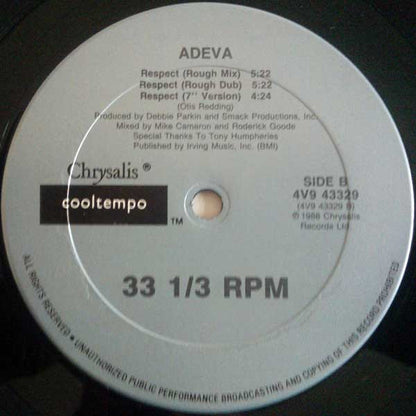 ADEVA
Respect (Rough Mix) 5:22
Respect (Rough Dub) 5:22
Respect (7" Version) 4:24
(Otis Redding)
Produced by Debbie Parkin and Smack Productions, Inc.
Mixed by Mike Cameron and Roderick Goode
Special Thanks To Tony Humpheries
Published by Irving Music, Inc. (BMI)
Chrysalis ®
cooltempo ™
SIDE B
4V9 43329
(4V9 43329 B)
℗ 1988 Chrysalis
Records Ltd.
33 1/3 RPM
ALL RIGHTS RESERVED • UNAUTHORIZED PUBLIC PERFORMANCE BROADCASTING AND COPYING OF THIS RECORD PROHIBITED